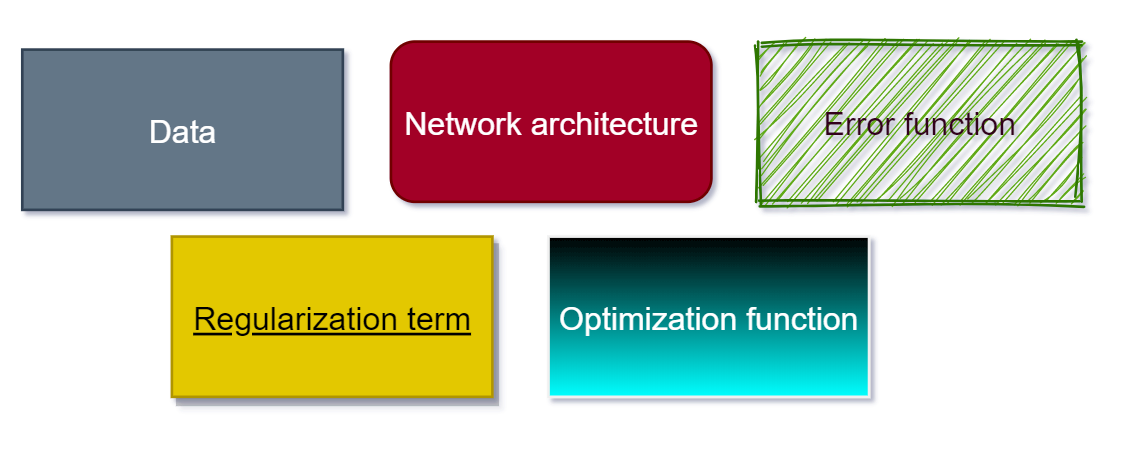 Data
Network architecture
Error function
Regularization term
Optimization function